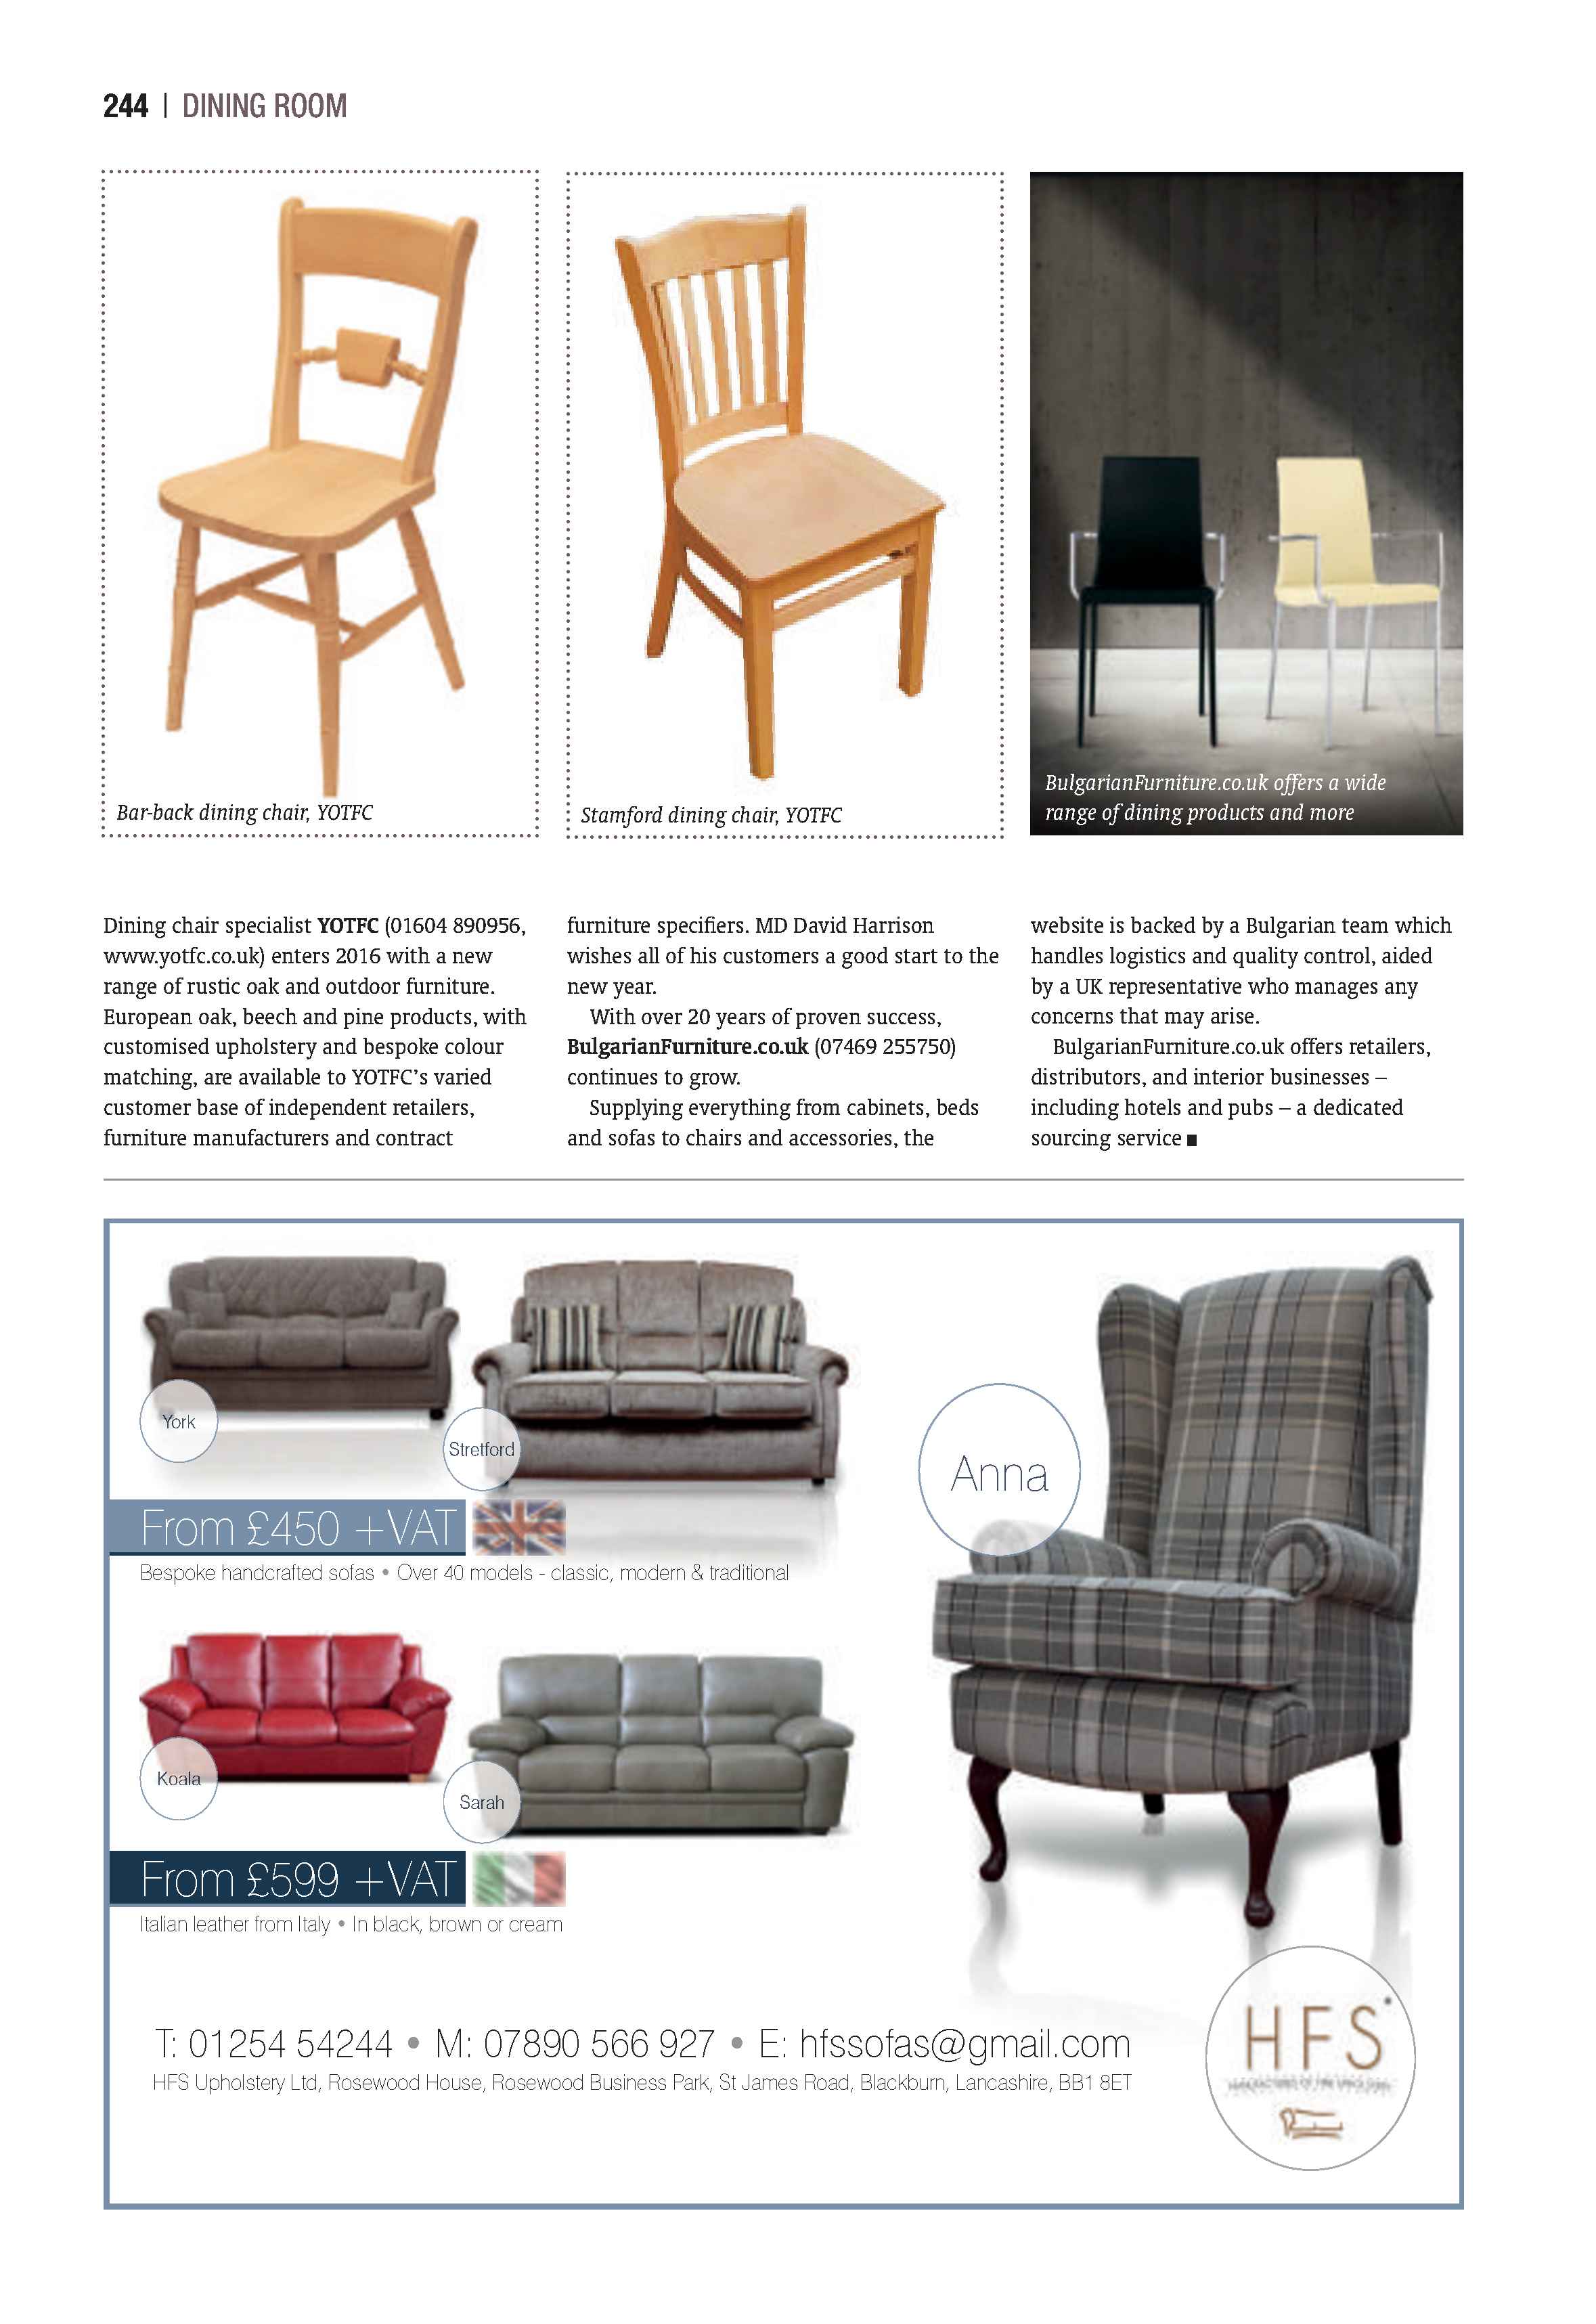 244 | DINING ROOM
Bar-back dining chair, YOTFC
Stamford dining chair, YOTFC
BulgarianFurniture.co.uk offers a wide
range of dining products and more
Dining chair specialist YOTFC (01604 890956,
www.yotfc.co.uk) enters 2016 with a new
range of rustic oak and outdoor furniture.
European oak, beech and pine products, with
customised upholstery and bespoke colour
matching, are available to YOTFC’s varied
customer base of independent retailers,
furniture manufacturers and contract
furniture specifiers. MD David Harrison
wishes all of his customers a good start to the
new year.
With over 20 years of proven success,
BulgarianFurniture.co.uk (07469 255750)
continues to grow.
Supplying everything from cabinets, beds
and sofas to chairs and accessories, the
website is backed by a Bulgarian team which
handles logistics and quality control, aided
by a UK representative who manages any
concerns that may arise.
BulgarianFurniture.co.uk offers retailers,
distributors, and interior businesses –
including hotels and pubs – a dedicated
sourcing service ■
York
Stretford
Anna
From £450 +VAT
Bespoke handcrafted sofas • Over 40 models - classic, modern & traditional
Koala
Sarah
From £599 +VAT
Italian leather from Italy • In black, brown or cream
T: 01254 54244 • M: 07890 566 927 • E: hfssofas@gmail.com
HFS Upholstery Ltd, Rosewood House, Rosewood Business Park, St James Road, Blackburn, Lancashire, BB1 8ET
HFS